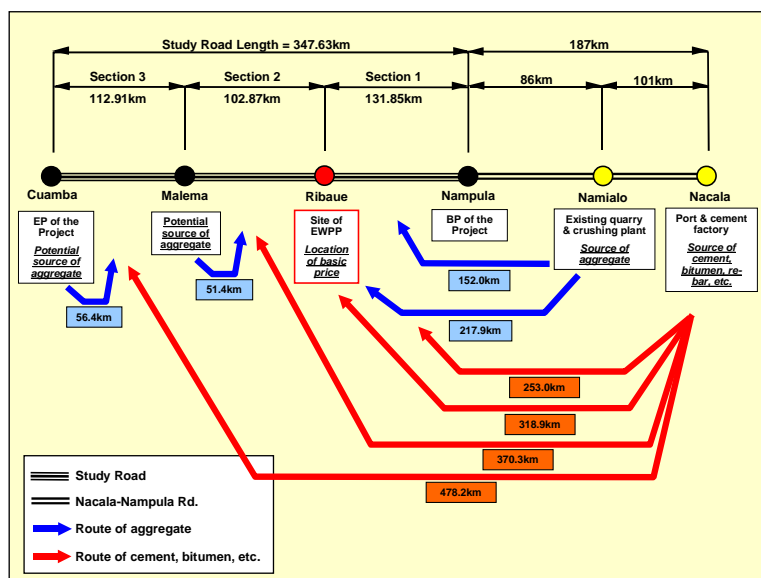 Study Road Length = 347.63km
187km
Section 3
Section 2
Section 1
86km
101km
112.91km
102.87km
131.85km
Cuamba
Malema
Ribaue
Nampula
Namialo
Nacala
EP of the
Project
Potential
source of
aggregate
Potential
source of
aggregate
Site of
EWPP
Location
of basic
price
BP of the
Project
Existing quarry
& crushing plant
Source of
aggregate
Port & cement
factory
Source of
cement,
bitumen, re-
bar, etc.
56.4km
51.4km
152.0km
217.9km
253.0km
318.9km
370.3km
478.2km
Study Road
Nacala-Nampula Rd.
Route of aggregate
Route of cement, bitumen, etc.